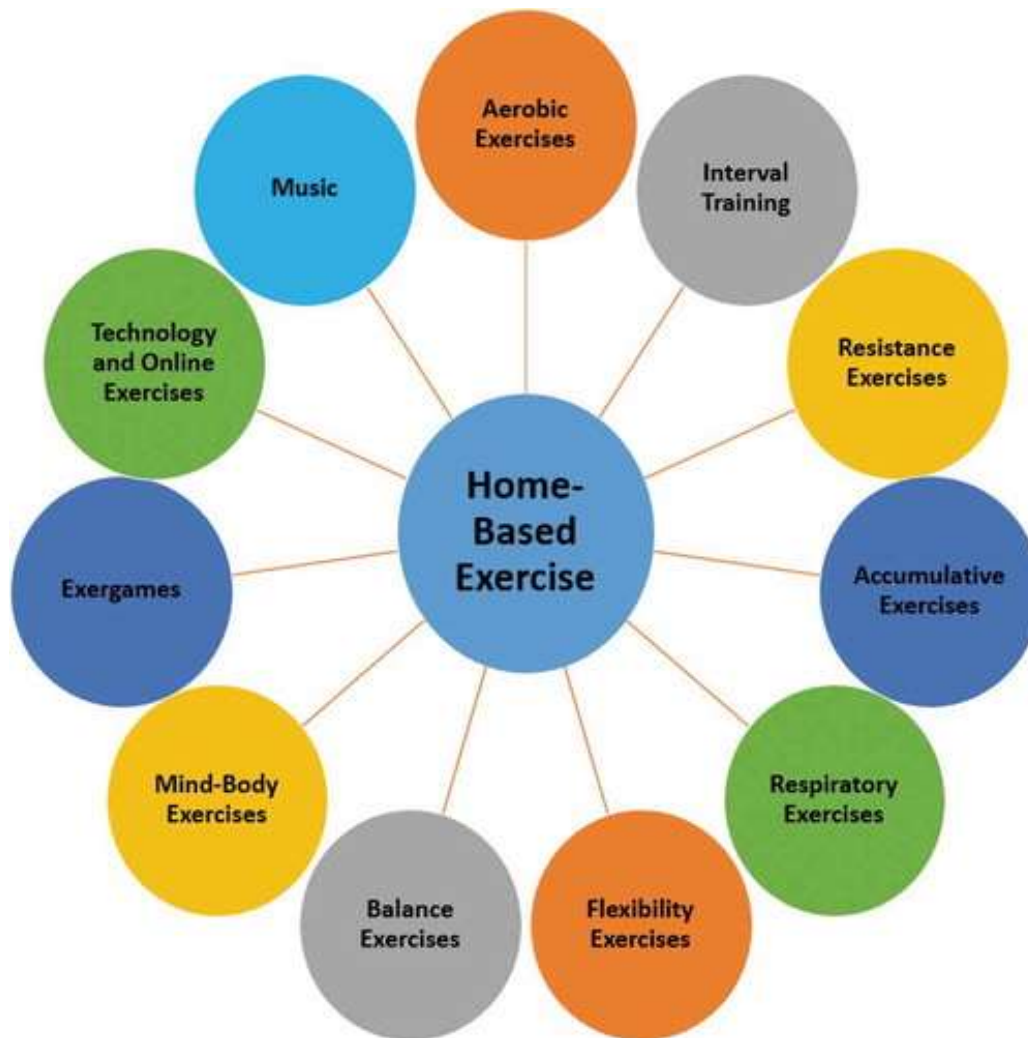 Aerobic
Exercises
Interval
Training
Resistance
Exercises
Accumulative
Exercises
Respiratory
Exercises
Flexibility
Exercises
Balance
Exercises
Mind-Body
Exercises
Exergames
Technology
and Online
Exercises
Music
Home-
Based
Exercise